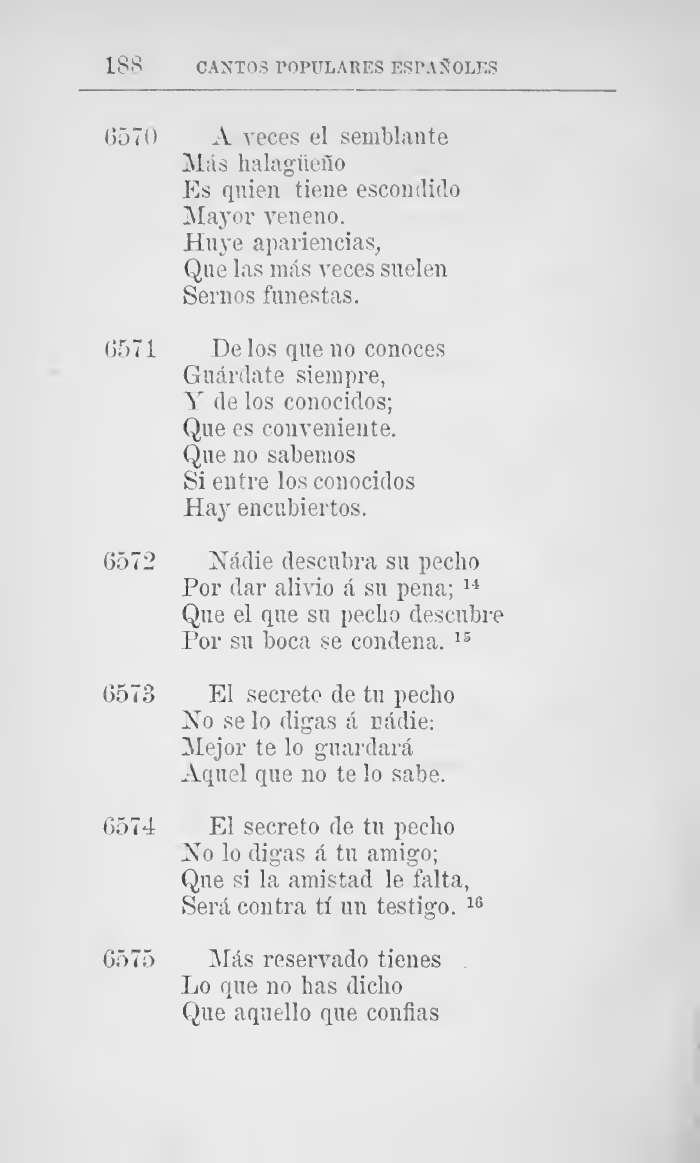 188 CANTOS POPULARES ESPAÑOLES
6570 A veces el semblante
Más halagüeño
Es quien tiene escondido
Mayor veneno.
Huye apariencias,
Que las más veces suelen
Sernos funestas.
6571 De los que no conoces
Guárdate siempre,
Y de los conocidos;
Que es conveniente.
Que no sabemos
Si entre los conocidos
Hay encubiertos.
6572 Nádie descubra su pecho
Por dar alivio á su pena; 14
Que el que su pecho descubre
Por su boca se condena. 15
6573 El secreto de tu pecho
No se lo digas á nádie:
Mejor te lo guardará
Aquel que no te lo sabe.
6574 El secreto de tu pecho
No lo digas á tu amigo;
Que si la amistad le falta,
Será contra tí un testigo. 16
6575 Más reservado tienes
Lo que no has dicho
Que aquello que confias